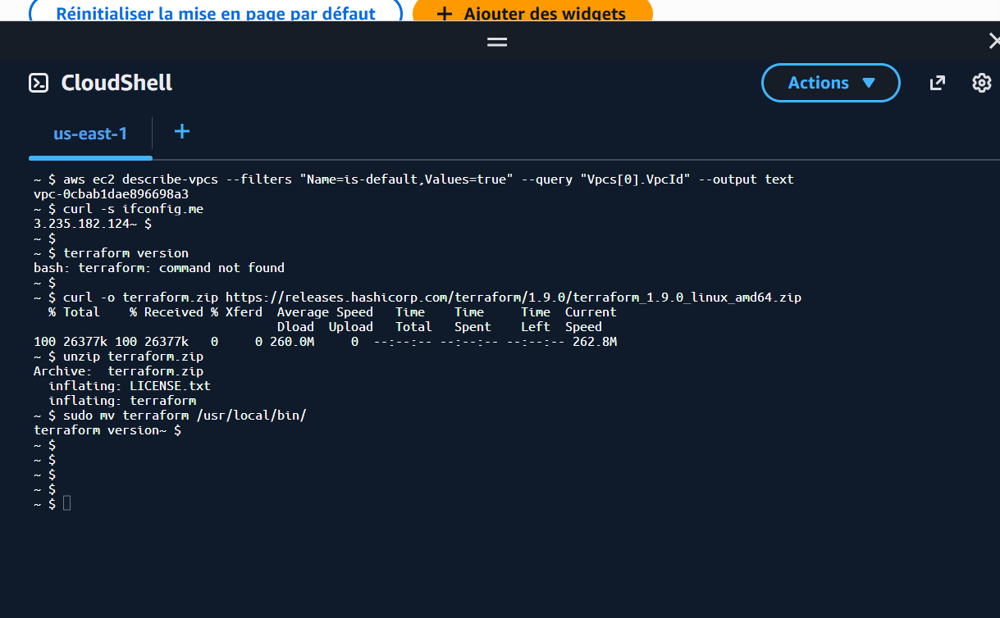 Réinitialiser la mise en page par défaut
+ Ajouter des widgets
CloudShell
Actions
us-east-1
+
~ $ aws ec2 describe-vpcs --filters "Name=is-default,Values=true" --query "Vpcs[0].VpcId" --output text
vpc-0cbab1dae896698a3
~ $ curl -s ifconfig.me
3.235.182.124~ $
~ $
~ $ terraform version
bash: terraform: command not found
~ $
~ $ curl -o terraform.zip https://releases.hashicorp.com/terraform/1.9.0/terraform_1.9.0_linux_amd64.zip
  % Total    % Received % Xferd  Average Speed   Time    Time     Time  Current
                                 Dload  Upload   Total   Spent    Left  Speed
100 26377k 100 26377k   0     0 260.0M     0  --:--:-- --:--:-- --:--:-- 262.8M
~ $ unzip terraform.zip
Archive:  terraform.zip
  inflating: LICENSE.txt
  inflating: terraform
~ $ sudo mv terraform /usr/local/bin/
terraform version~ $
~ $
~ $
~ $
~ $
~ $